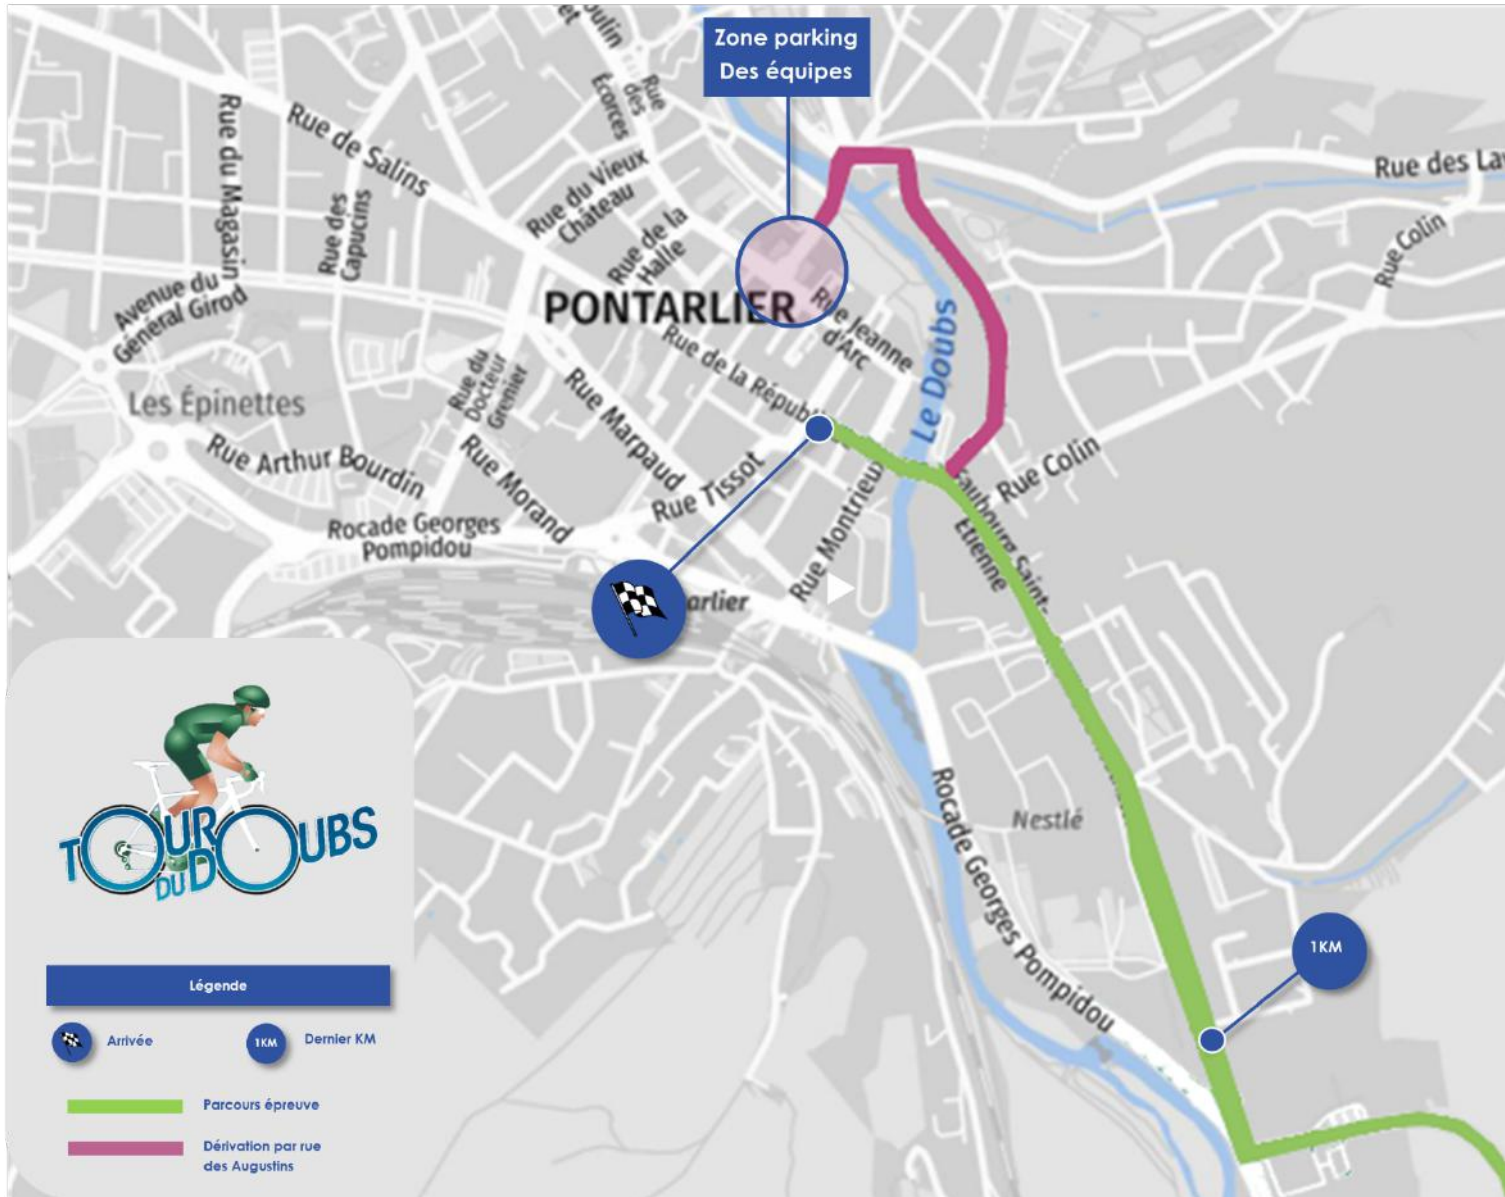 oulin
et
Zone parking
Des équipes
Rue
des
Écorces
Rue du Magasin
Rue de Salins
Rue des
Capucins
Rue du Vieux
Château
Rue de la
Halle
Rue des
Rue Colin
Avenue du
Général Girod
PONTARLIER
Rue Jeanne
d'Arc
Rue de la Républi
Le Doubs
Rue du
Docteur
Grenier
Les Épinettes
Rue Marpaud
Rue Arthur Bourdin
Rue Morand
Rue Tissot
Rue Colin
Faubourg Saint-
Etienne
Rue Montrieux
Rocade Georges
Pompidou
arlier
Nestlé
Rocade Georges Pompidou
1KM
TOUR
DU DOUBS
Légende
Arrivée
1KM
Dernier KM
Parcours épreuve
Dérivation par rue
des Augustins